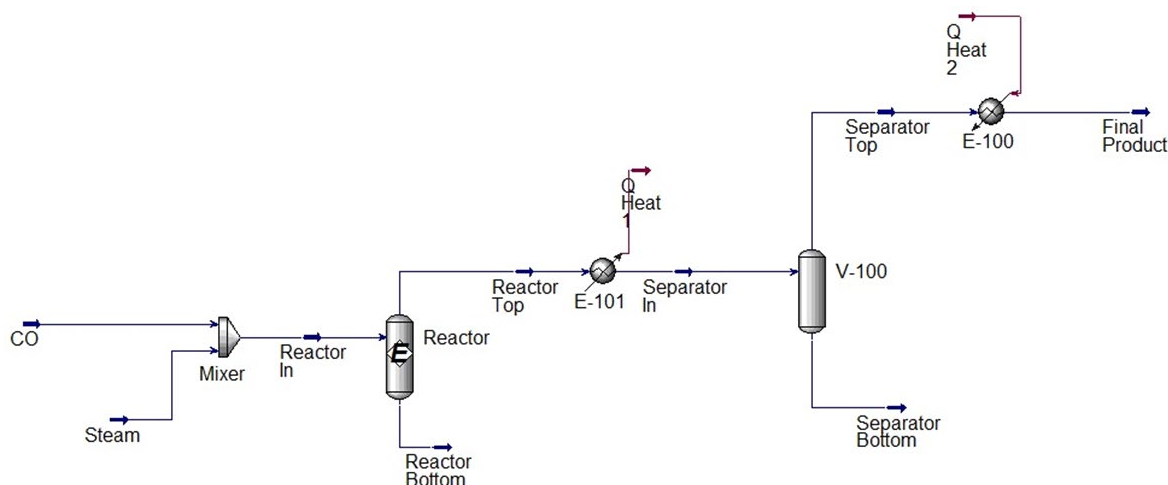 Q
Heat
2
Separator
Top
E-100
Final
Product
Q
Heat
1
Reactor
Top
E-101
Separator
In
V-100
CO
Mixer
Reactor
In
Reactor
E
Steam
Separator
Bottom
Reactor
Bottom